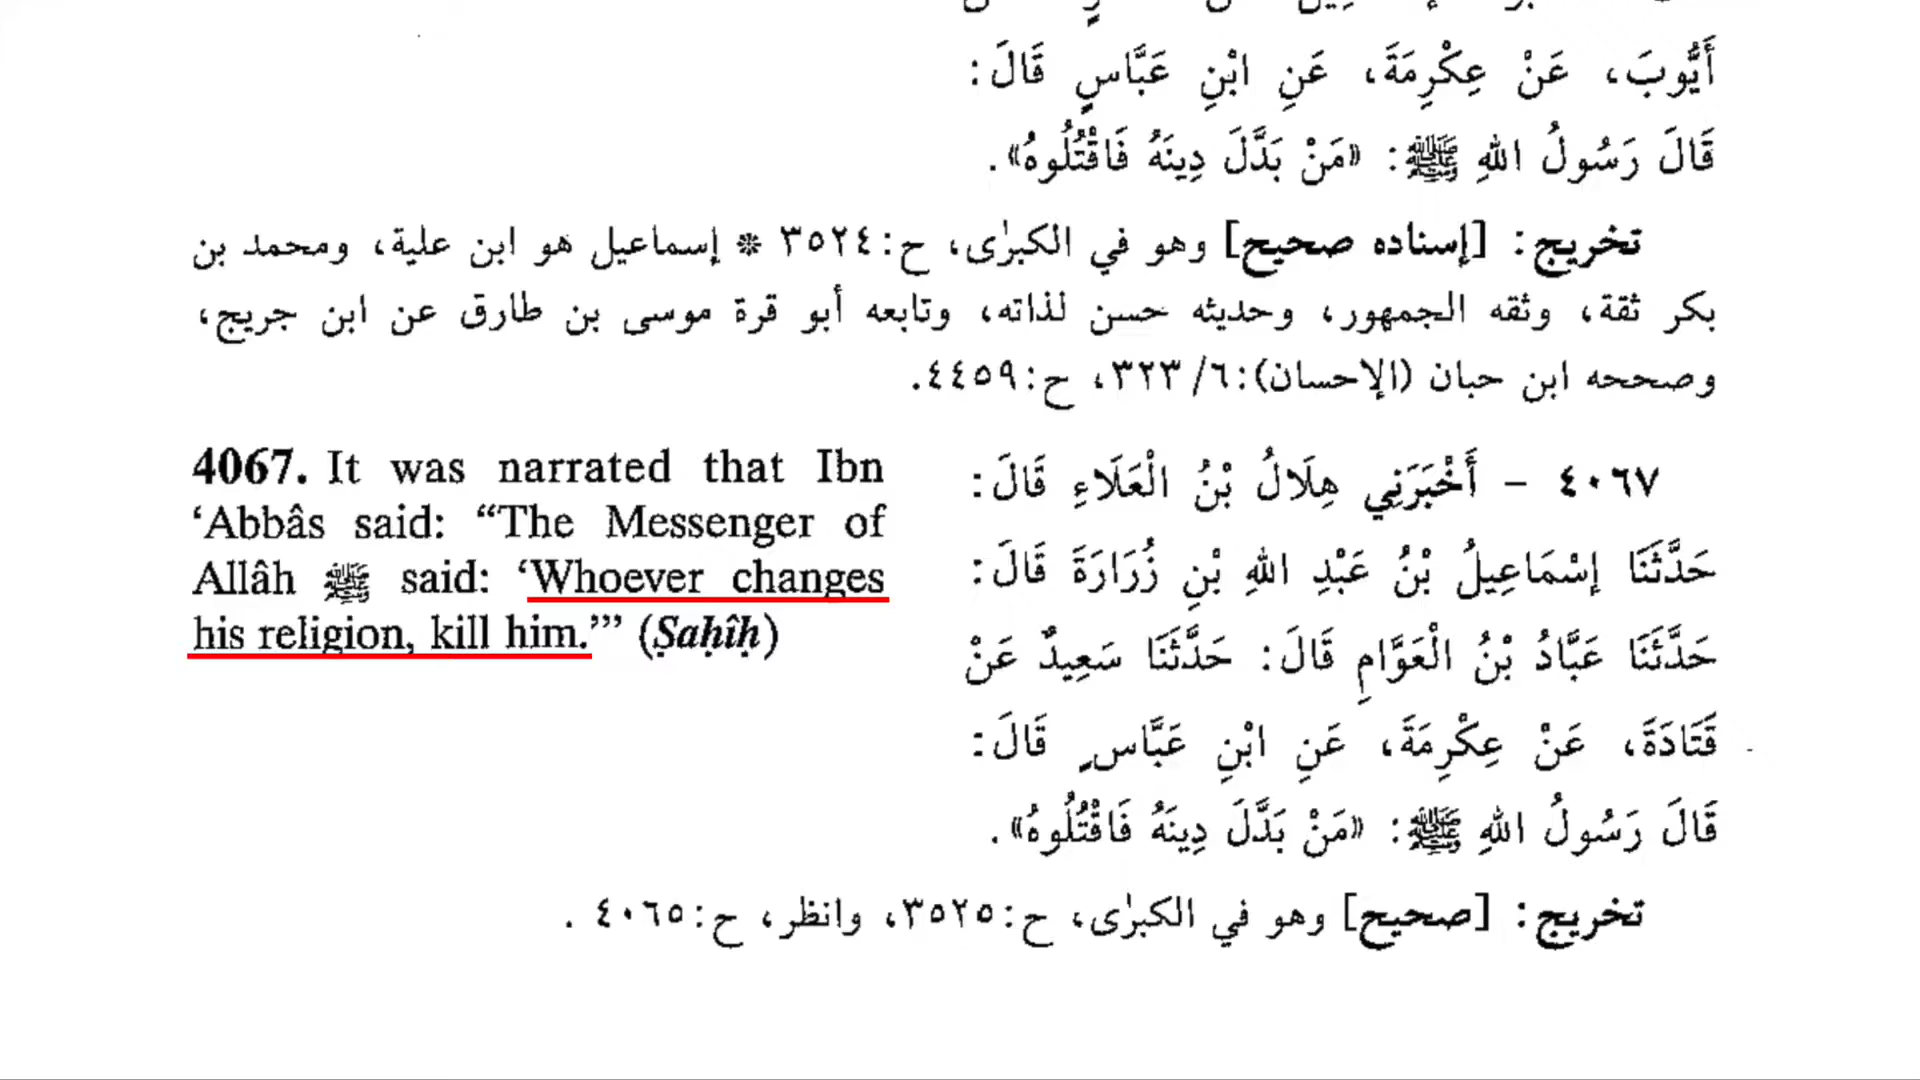 أَيُّوبَ، عَنْ عِكْرِمَةَ، عَنِ ابْنِ عَبَّاسٍ قَالَ:
قَالَ رَسُولُ اللهِ ﷺ: «مَنْ بَدَّلَ دِينَهُ فَاقْتُلُوهُ».
تخريج: [إسناده صحيح] وهو في الكبرٰى، ح:٣٥٢٤ * إسماعيل هو ابن علية، ومحمد بن
بكر ثقة، وثقه الجمهور، وحديثه حسن لذاته، وتابعه أبو قرة موسى بن طارق عن ابن جريج،
وصححه ابن حبان (الإحسان):٦/ ٣٢٣، ح:٤٤٥٩.
4067. It was narrated that Ibn
‘Abbâs said: “The Messenger of
Allâh ﷺ said: ‘Whoever changes
his religion, kill him.’” (Ṣaḥîḥ)
٤٠٦٧ - أَخْبَرَنِي هِلَالُ بْنُ الْعَلَاءِ قَالَ:
حَدَّثَنَا إِسْمَاعِيلُ بْنُ عَبْدِ اللهِ بْنِ زُرَارَةَ قَالَ:
حَدَّثَنَا عَبَّادُ بْنُ الْعَوَّامِ قَالَ: حَدَّثَنَا سَعِيدٌ عَنْ
قَتَادَةَ، عَنْ عِكْرِمَةَ، عَنِ ابْنِ عَبَّاسٍ قَالَ:
قَالَ رَسُولُ اللهِ ﷺ: «مَنْ بَدَّلَ دِينَهُ فَاقْتُلُوهُ».
تخريج: [صحيح] وهو في الكبرٰى، ح:٣٥٢٥، وانظر، ح:٤٠٦٥ .